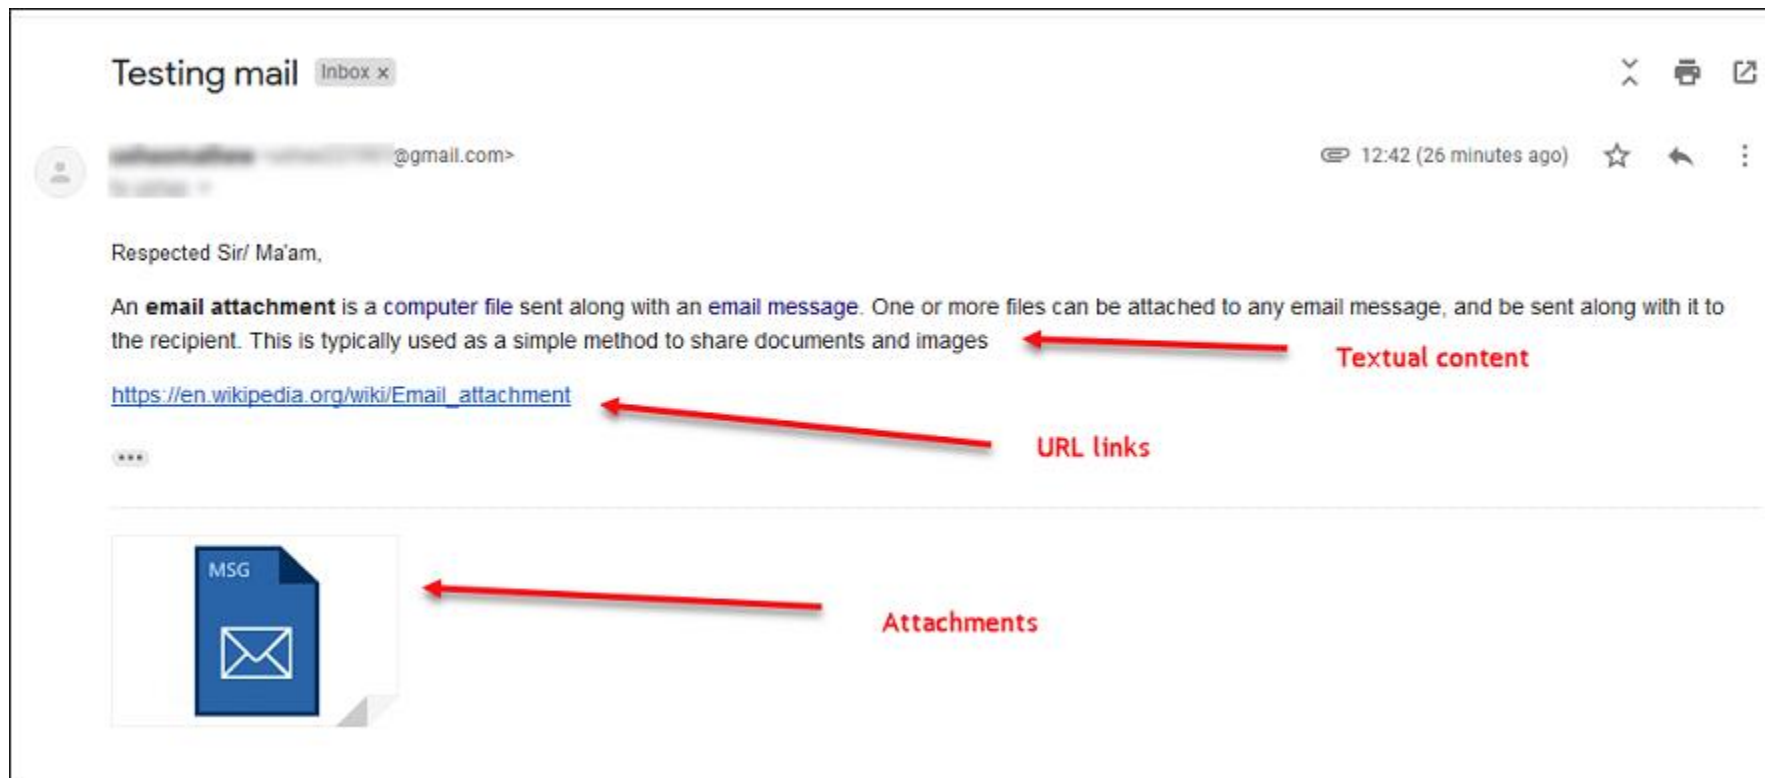 Testing mail Inbox x
@gmail.com> 12:42 (26 minutes ago)
Respected Sir/ Ma'am,
An email attachment is a computer file sent along with an email message. One or more files can be attached to any email message, and be sent along with it to
the recipient. This is typically used as a simple method to share documents and images
Textual content
https://en.wikipedia.org/wiki/Email_attachment
URL links
MSG
Attachments